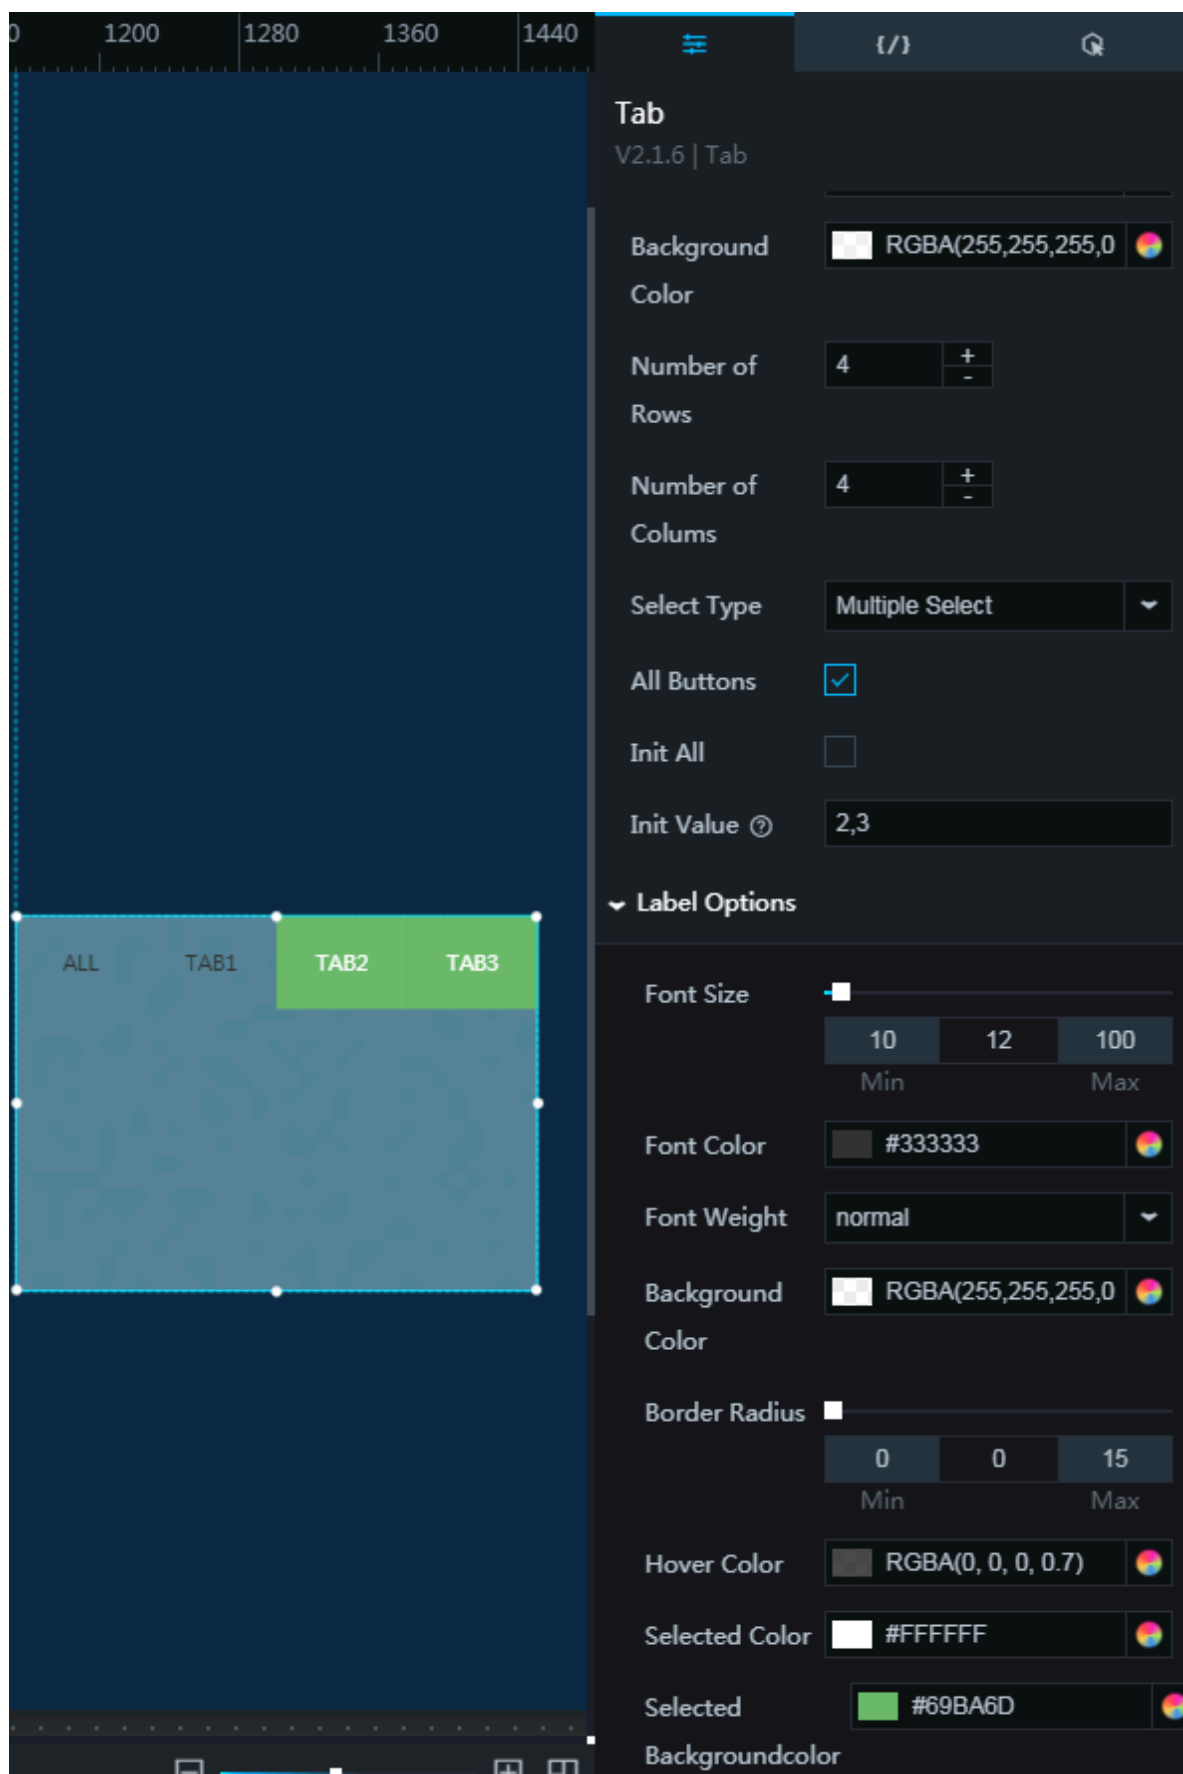 0 1200 1280 1360 1440
{/}
Tab
V2.1.6 | Tab
Background Color
RGBA(255,255,255,0
Number of Rows
4
+
-
Number of Colums
4
+
-
Select Type
Multiple Select
All Buttons
Init All
Init Value ?
2,3
Label Options
ALL TAB1 TAB2 TAB3
Font Size
10 12 100
Min Max
Font Color
#333333
Font Weight
normal
Background Color
RGBA(255,255,255,0
Border Radius
0 0 15
Min Max
Hover Color
RGBA(0, 0, 0, 0.7)
Selected Color
#FFFFFF
Selected Backgroundcolor
#69BA6D